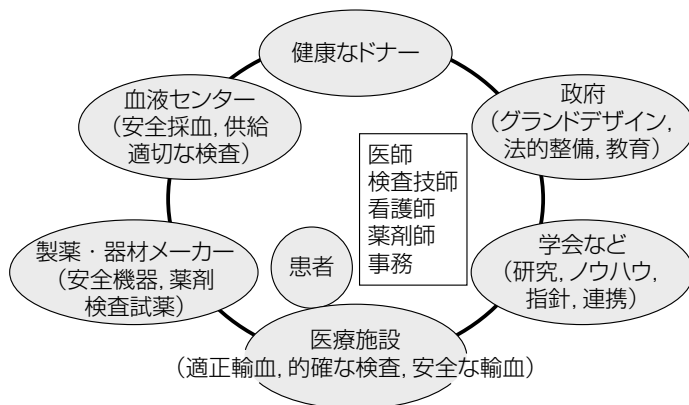 健康なドナー
血液センター
（安全採血, 供給
適切な検査）
政府
（グランドデザイン,
法的整備, 教育）
医師
検査技師
看護師
薬剤師
事務
製薬・器材メーカー
（安全機器, 薬剤
検査試薬）
患者
学会など
（研究, ノウハウ,
指針, 連携）
医療施設
（適正輸血, 的確な検査, 安全な輸血）